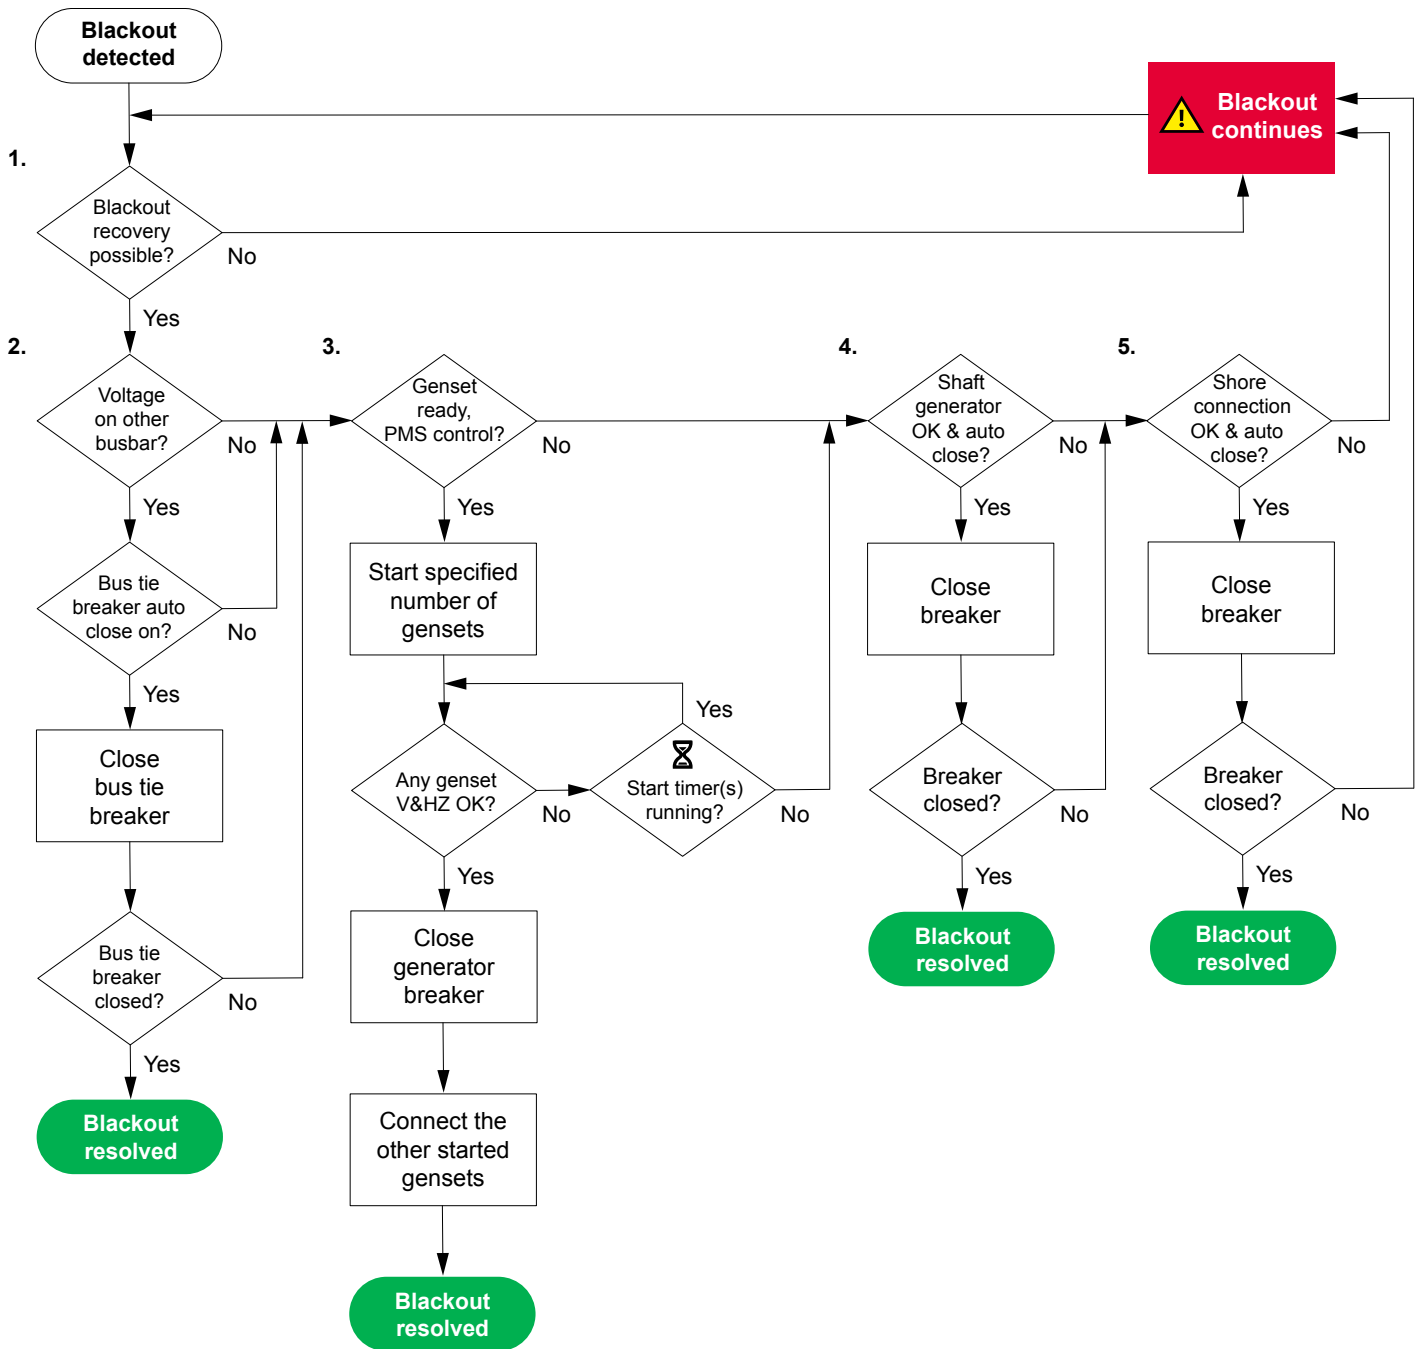 Blackout
detected
Blackout
continues
1.
Blackout
recovery
possible?
No
Yes
2.
Voltage
on other
busbar?
No
Yes
Bus tie
breaker auto
close on?
No
Yes
Close
bus tie
breaker
Bus tie
breaker
closed?
No
Yes
Blackout
resolved
3.
Genset
ready,
PMS control?
No
Yes
Start specified
number of
gensets
Any genset
V&HZ OK?
No
Yes
Start timer(s)
running?
Yes
No
Close
generator
breaker
Connect the
other started
gensets
Blackout
resolved
4.
Shaft
generator
OK & auto
close?
No
Yes
Close
breaker
Breaker
closed?
No
Yes
Blackout
resolved
5.
Shore
connection
OK & auto
close?
No
Yes
Close
breaker
Breaker
closed?
No
Yes
Blackout
resolved